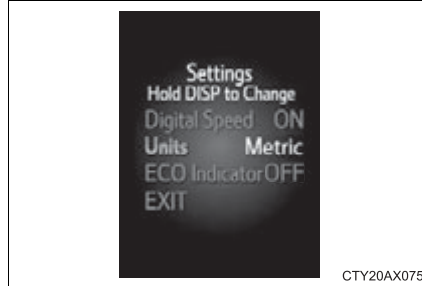 Settings
Hold DISP to Change
Digital Speed ON
Units Metric
ECO Indicator OFF
EXIT
CTY20AX075